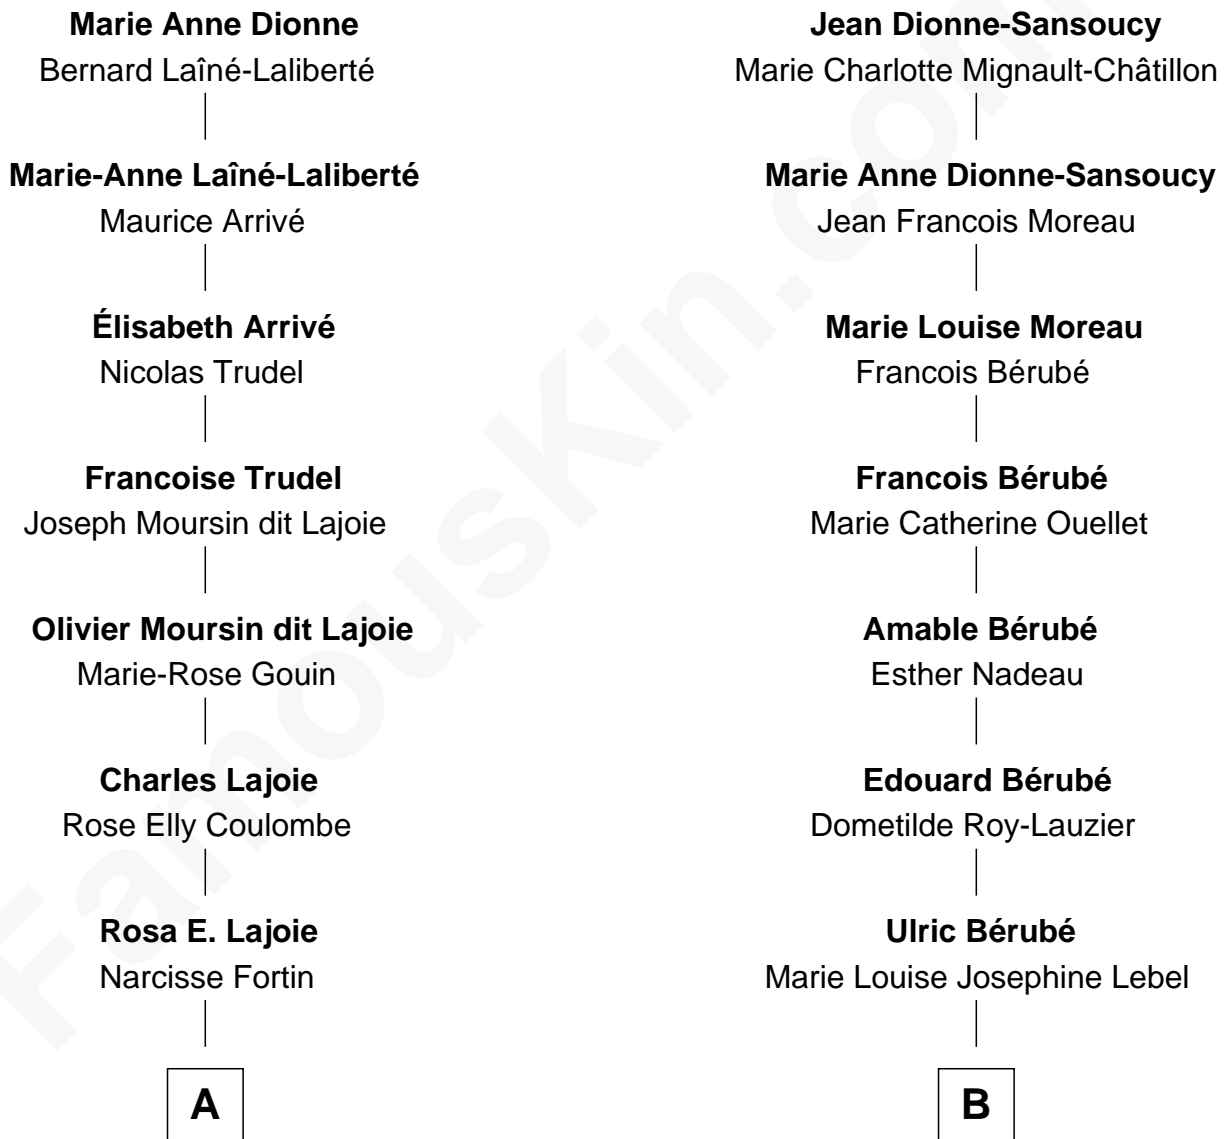 Marie Anne Dionne
Bernard Laîné-Laliberté
Marie-Anne Laîné-Laliberté
Maurice Arrivé
Élisabeth Arrivé
Nicolas Trudel
Francoise Trudel
Joseph Moursin dit Lajoie
Olivier Moursin dit Lajoie
Marie-Rose Gouin
Charles Lajoie
Rose Elly Coulombe
Rosa E. Lajoie
Narcisse Fortin
A
Jean Dionne-Sansoucy
Marie Charlotte Mignault-Châtillon
Marie Anne Dionne-Sansoucy
Jean Francois Moreau
Marie Louise Moreau
Francois Bérubé
Francois Bérubé
Marie Catherine Ouellet
Amable Bérubé
Esther Nadeau
Edouard Bérubé
Dometilde Roy-Lauzier
Ulric Bérubé
Marie Louise Josephine Lebel
B
FamousKin.com